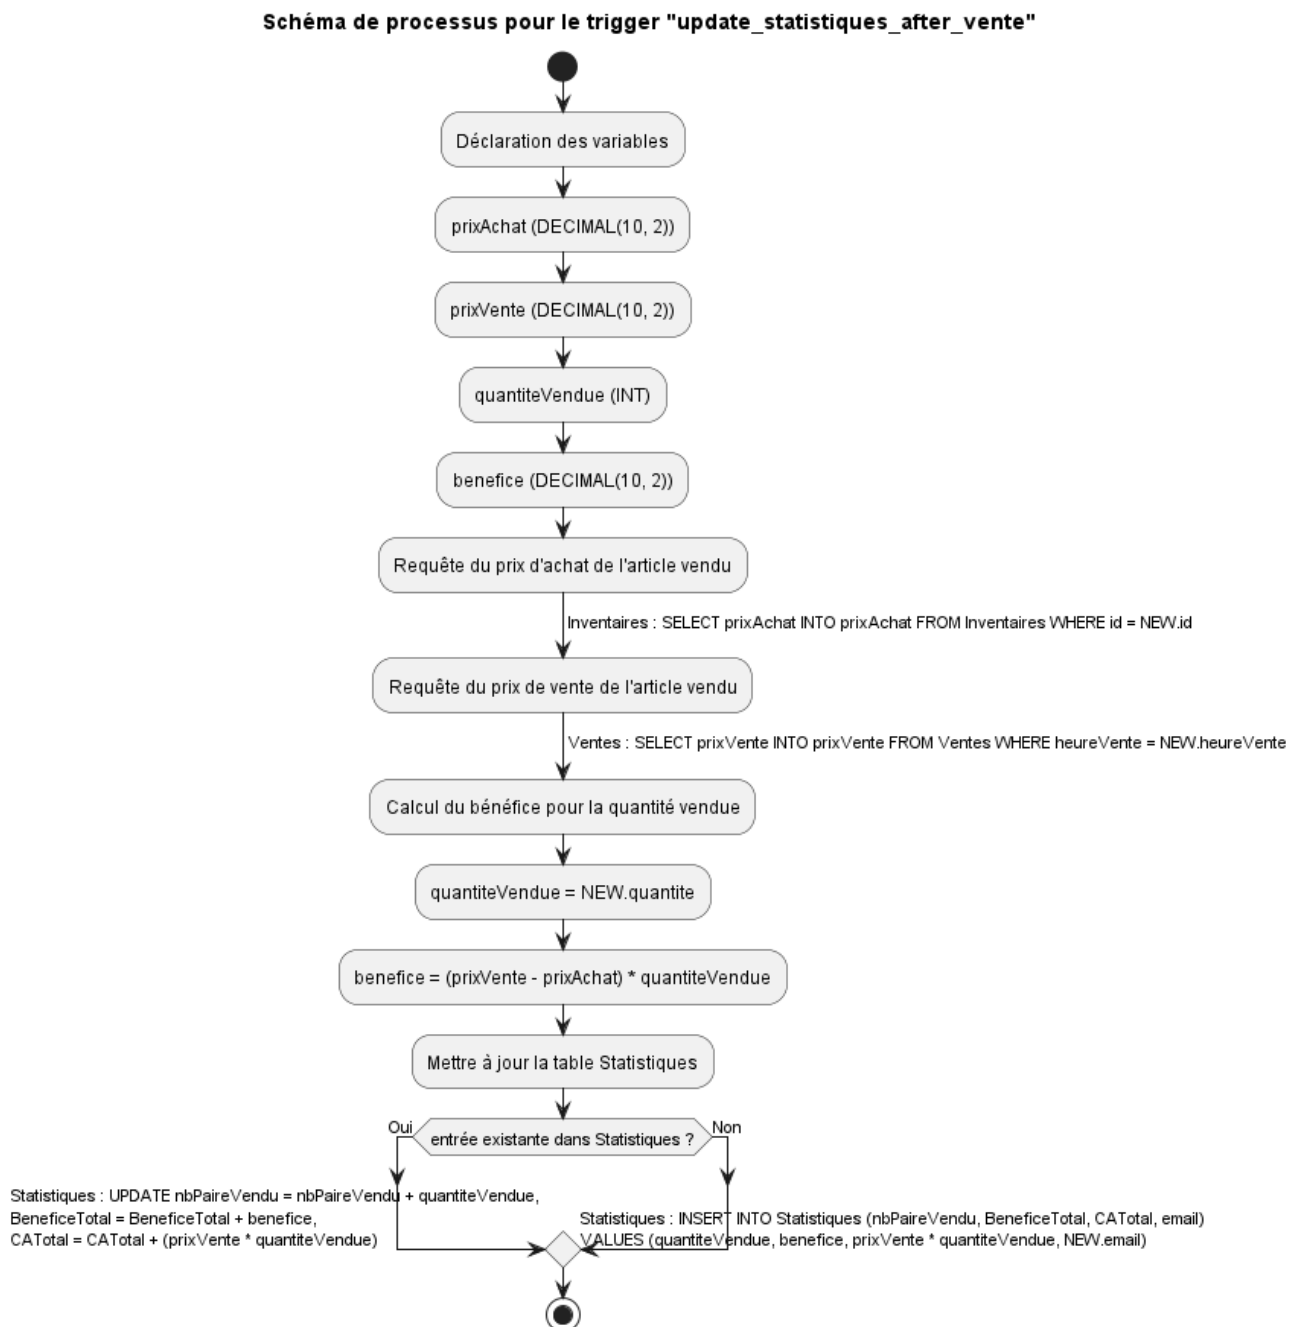 Schéma de processus pour le trigger "update_statistiques_after_vente"
Déclaration des variables
prixAchat (DECIMAL(10, 2))
prixVente (DECIMAL(10, 2))
quantiteVendue (INT)
benefice (DECIMAL(10, 2))
Requête du prix d'achat de l'article vendu
Inventaires : SELECT prixAchat INTO prixAchat FROM Inventaires WHERE id = NEW.id
Requête du prix de vente de l'article vendu
Ventes : SELECT prixVente INTO prixVente FROM Ventes WHERE heureVente = NEW.heureVente
Calcul du bénéfice pour la quantité vendue
quantiteVendue = NEW.quantite
benefice = (prixVente - prixAchat) * quantiteVendue
Mettre à jour la table Statistiques
entrée existante dans Statistiques ?
Oui
Non
Statistiques : UPDATE nbPaireVendu = nbPaireVendu + quantiteVendue,
BeneficeTotal = BeneficeTotal + benefice,
CATotal = CATotal + (prixVente * quantiteVendue)
Statistiques : INSERT INTO Statistiques (nbPaireVendu, BeneficeTotal, CATotal, email)
VALUES (quantiteVendue, benefice, prixVente * quantiteVendue, NEW.email)